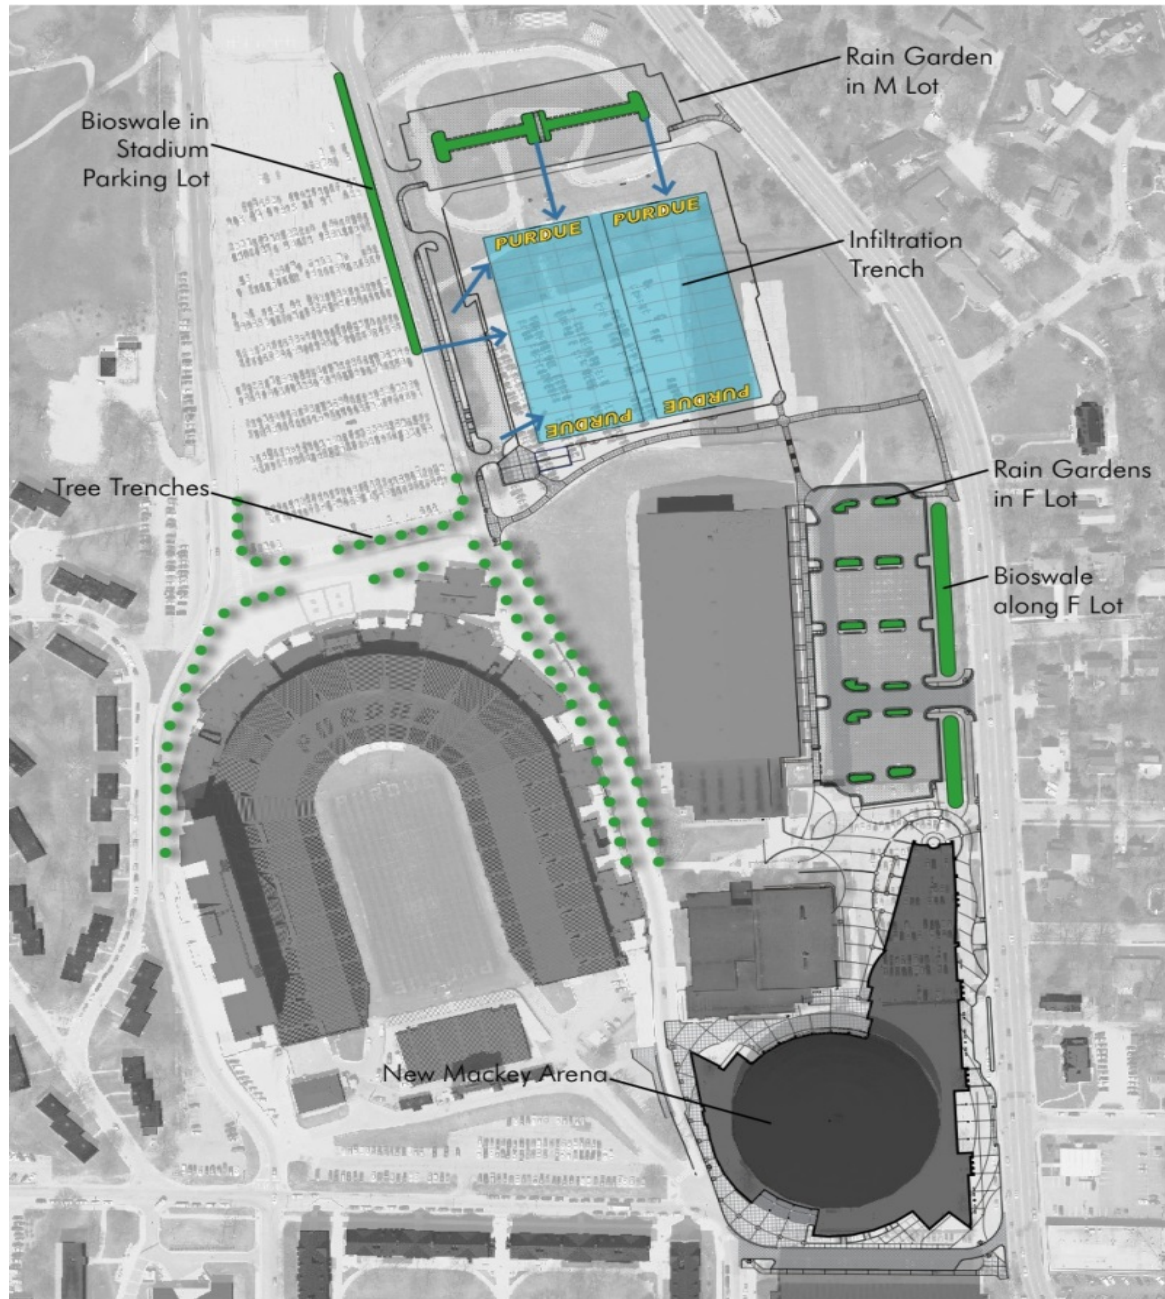 Rain Garden
in M Lot
Bioswale in
Stadium
Parking Lot
PURDUE
PURDUE
Infiltration
Trench
PURDUE
PURDUE
Tree Trenches
Rain Gardens
in F Lot
Bioswale
along F Lot
PURDUE
New Mackey Arena